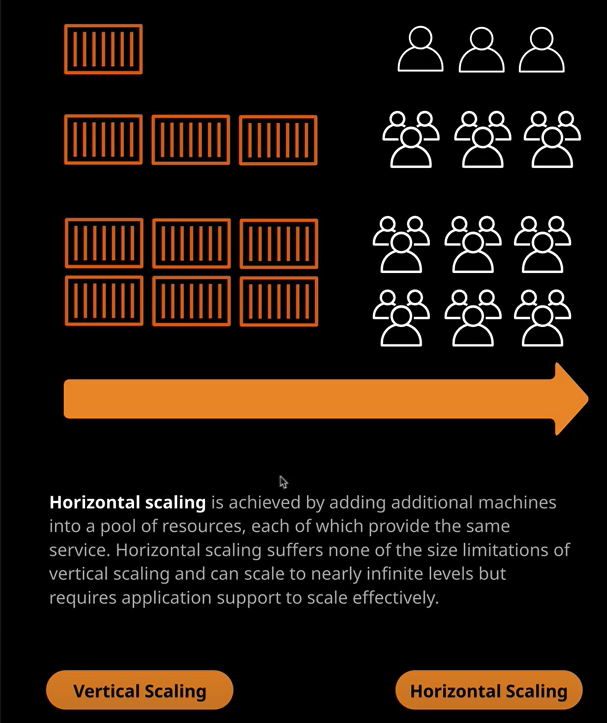 Horizontal scaling is achieved by adding additional machines
into a pool of resources, each of which provide the same
service. Horizontal scaling suffers none of the size limitations of
vertical scaling and can scale to nearly infinite levels but
requires application support to scale effectively.
Vertical Scaling
Horizontal Scaling